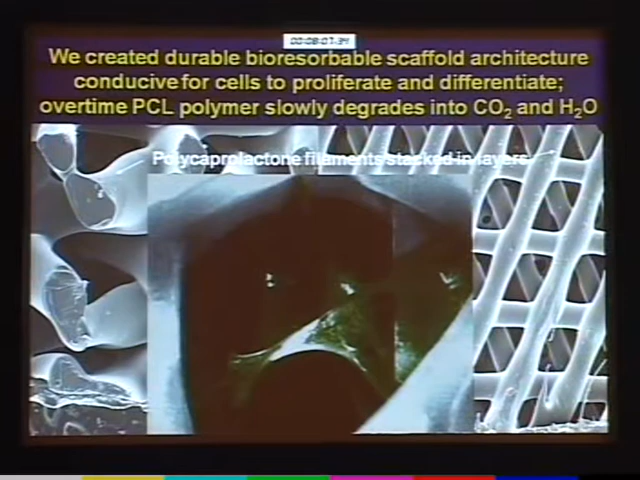 00:08:07:34
We created durable bioresorbable scaffold architecture
conducive for cells to proliferate and differentiate;
overtime PCL polymer slowly degrades into CO₂ and H₂O
Polycaprolactone filaments stacked in layers